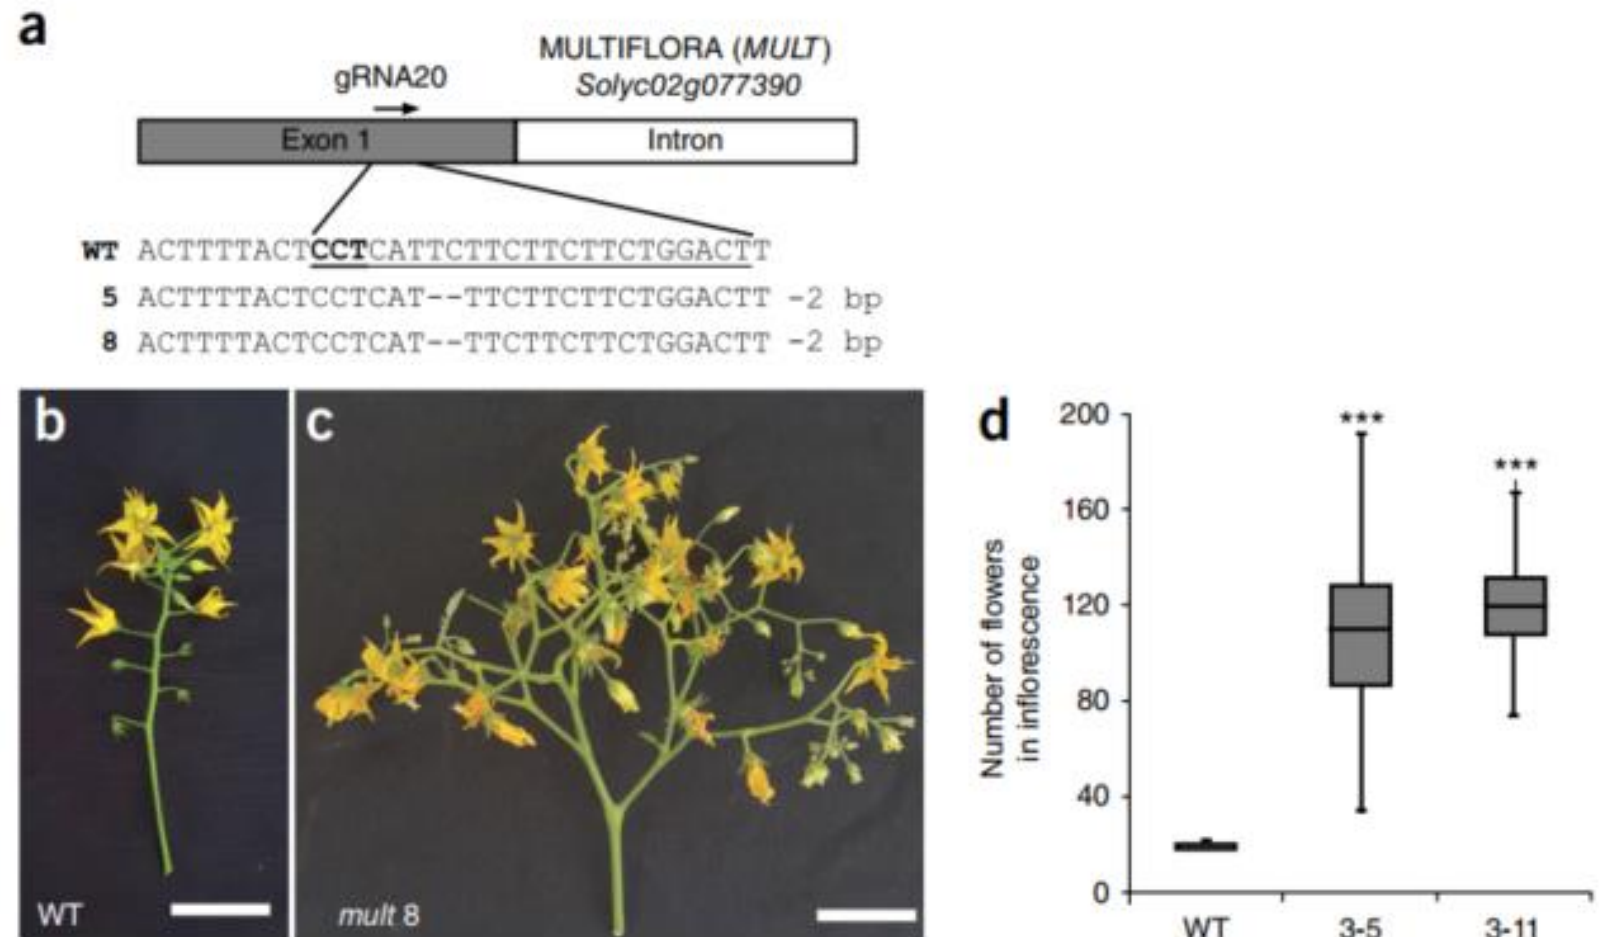 a
MULTIFLORA (MULT)
gRNA20
Solyc02g077390
Exon 1
Intron
WT ACTTTTACTCCTCATTCTTCTTCTTCTGGACTT
5 ACTTTTACTCCTCAT--TTCTTCTTCTGGACTT -2 bp
8 ACTTTTACTCCTCAT--TTCTTCTTCTGGACTT -2 bp
b
WT
c
mult 8
d
Number of flowers
in inflorescence
200
160
120
80
40
0
***
***
WT 3-5 3-11